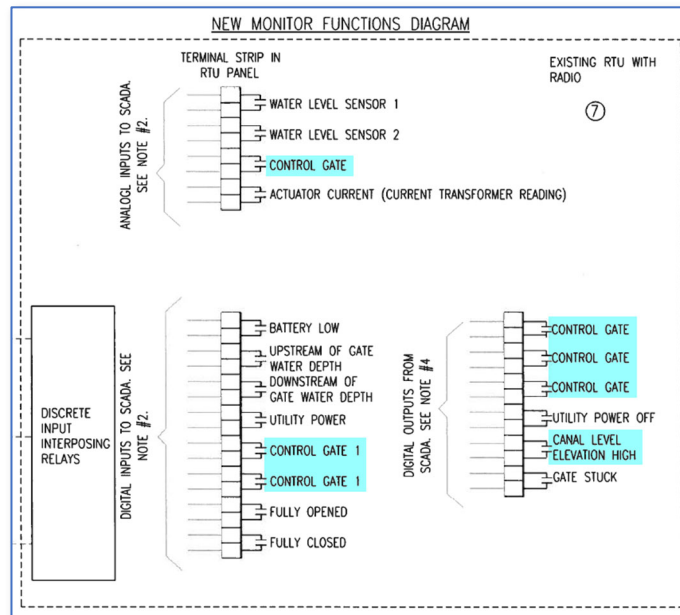 NEW MONITOR FUNCTIONS DIAGRAM
TERMINAL STRIP IN
RTU PANEL
EXISTING RTU WITH
RADIO
7
ANALOGL INPUTS TO SCADA.
SEE NOTE #2.
WATER LEVEL SENSOR 1
WATER LEVEL SENSOR 2
CONTROL GATE
ACTUATOR CURRENT (CURRENT TRANSFORMER READING)
DISCRETE
INPUT
INTERPOSING
RELAYS
DIGITAL INPUTS TO SCADA. SEE
NOTE #2.
BATTERY LOW
UPSTREAM OF GATE
WATER DEPTH
DOWNSTREAM OF
GATE WATER DEPTH
UTILITY POWER
CONTROL GATE 1
CONTROL GATE 1
FULLY OPENED
FULLY CLOSED
DIGITAL OUTPUTS FROM
SCADA. SEE NOTE #4
CONTROL GATE
CONTROL GATE
CONTROL GATE
UTILITY POWER OFF
CANAL LEVEL
ELEVATION HIGH
GATE STUCK